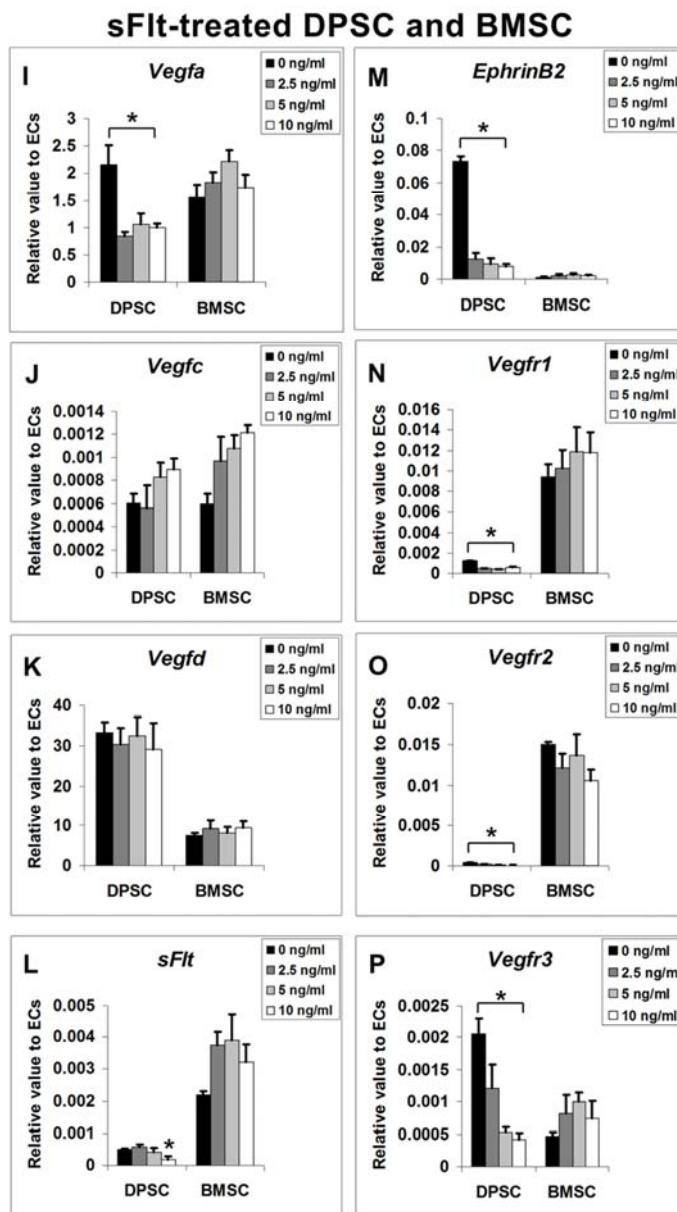 sFlt-treated DPSC and BMSC
I
Vegfa
0 ng/ml
2.5 ng/ml
5 ng/ml
10 ng/ml
Relative value to ECs
2.5
2
1.5
1
0.5
0
*
DPSC
BMSC
M
EphrinB2
0 ng/ml
2.5 ng/ml
5 ng/ml
10 ng/ml
Relative value to ECs
0.1
0.08
0.06
0.04
0.02
0
*
DPSC
BMSC
J
Vegfc
0 ng/ml
2.5 ng/ml
5 ng/ml
10 ng/ml
Relative value to ECs
0.0014
0.0012
0.001
0.0008
0.0006
0.0004
0.0002
0
DPSC
BMSC
N
Vegfr1
0 ng/ml
2.5 ng/ml
5 ng/ml
10 ng/ml
Relative value to ECs
0.016
0.014
0.012
0.01
0.008
0.006
0.004
0.002
0
*
DPSC
BMSC
K
Vegfd
0 ng/ml
2.5 ng/ml
5 ng/ml
10 ng/ml
Relative value to ECs
40
30
20
10
0
DPSC
BMSC
O
Vegfr2
0 ng/ml
2.5 ng/ml
5 ng/ml
10 ng/ml
Relative value to ECs
0.02
0.015
0.01
0.005
0
*
DPSC
BMSC
L
sFlt
0 ng/ml
2.5 ng/ml
5 ng/ml
10 ng/ml
Relative value to ECs
0.005
0.004
0.003
0.002
0.001
0
*
DPSC
BMSC
P
Vegfr3
0 ng/ml
2.5 ng/ml
5 ng/ml
10 ng/ml
Relative value to ECs
0.0025
0.002
0.0015
0.001
0.0005
0
*
DPSC
BMSC